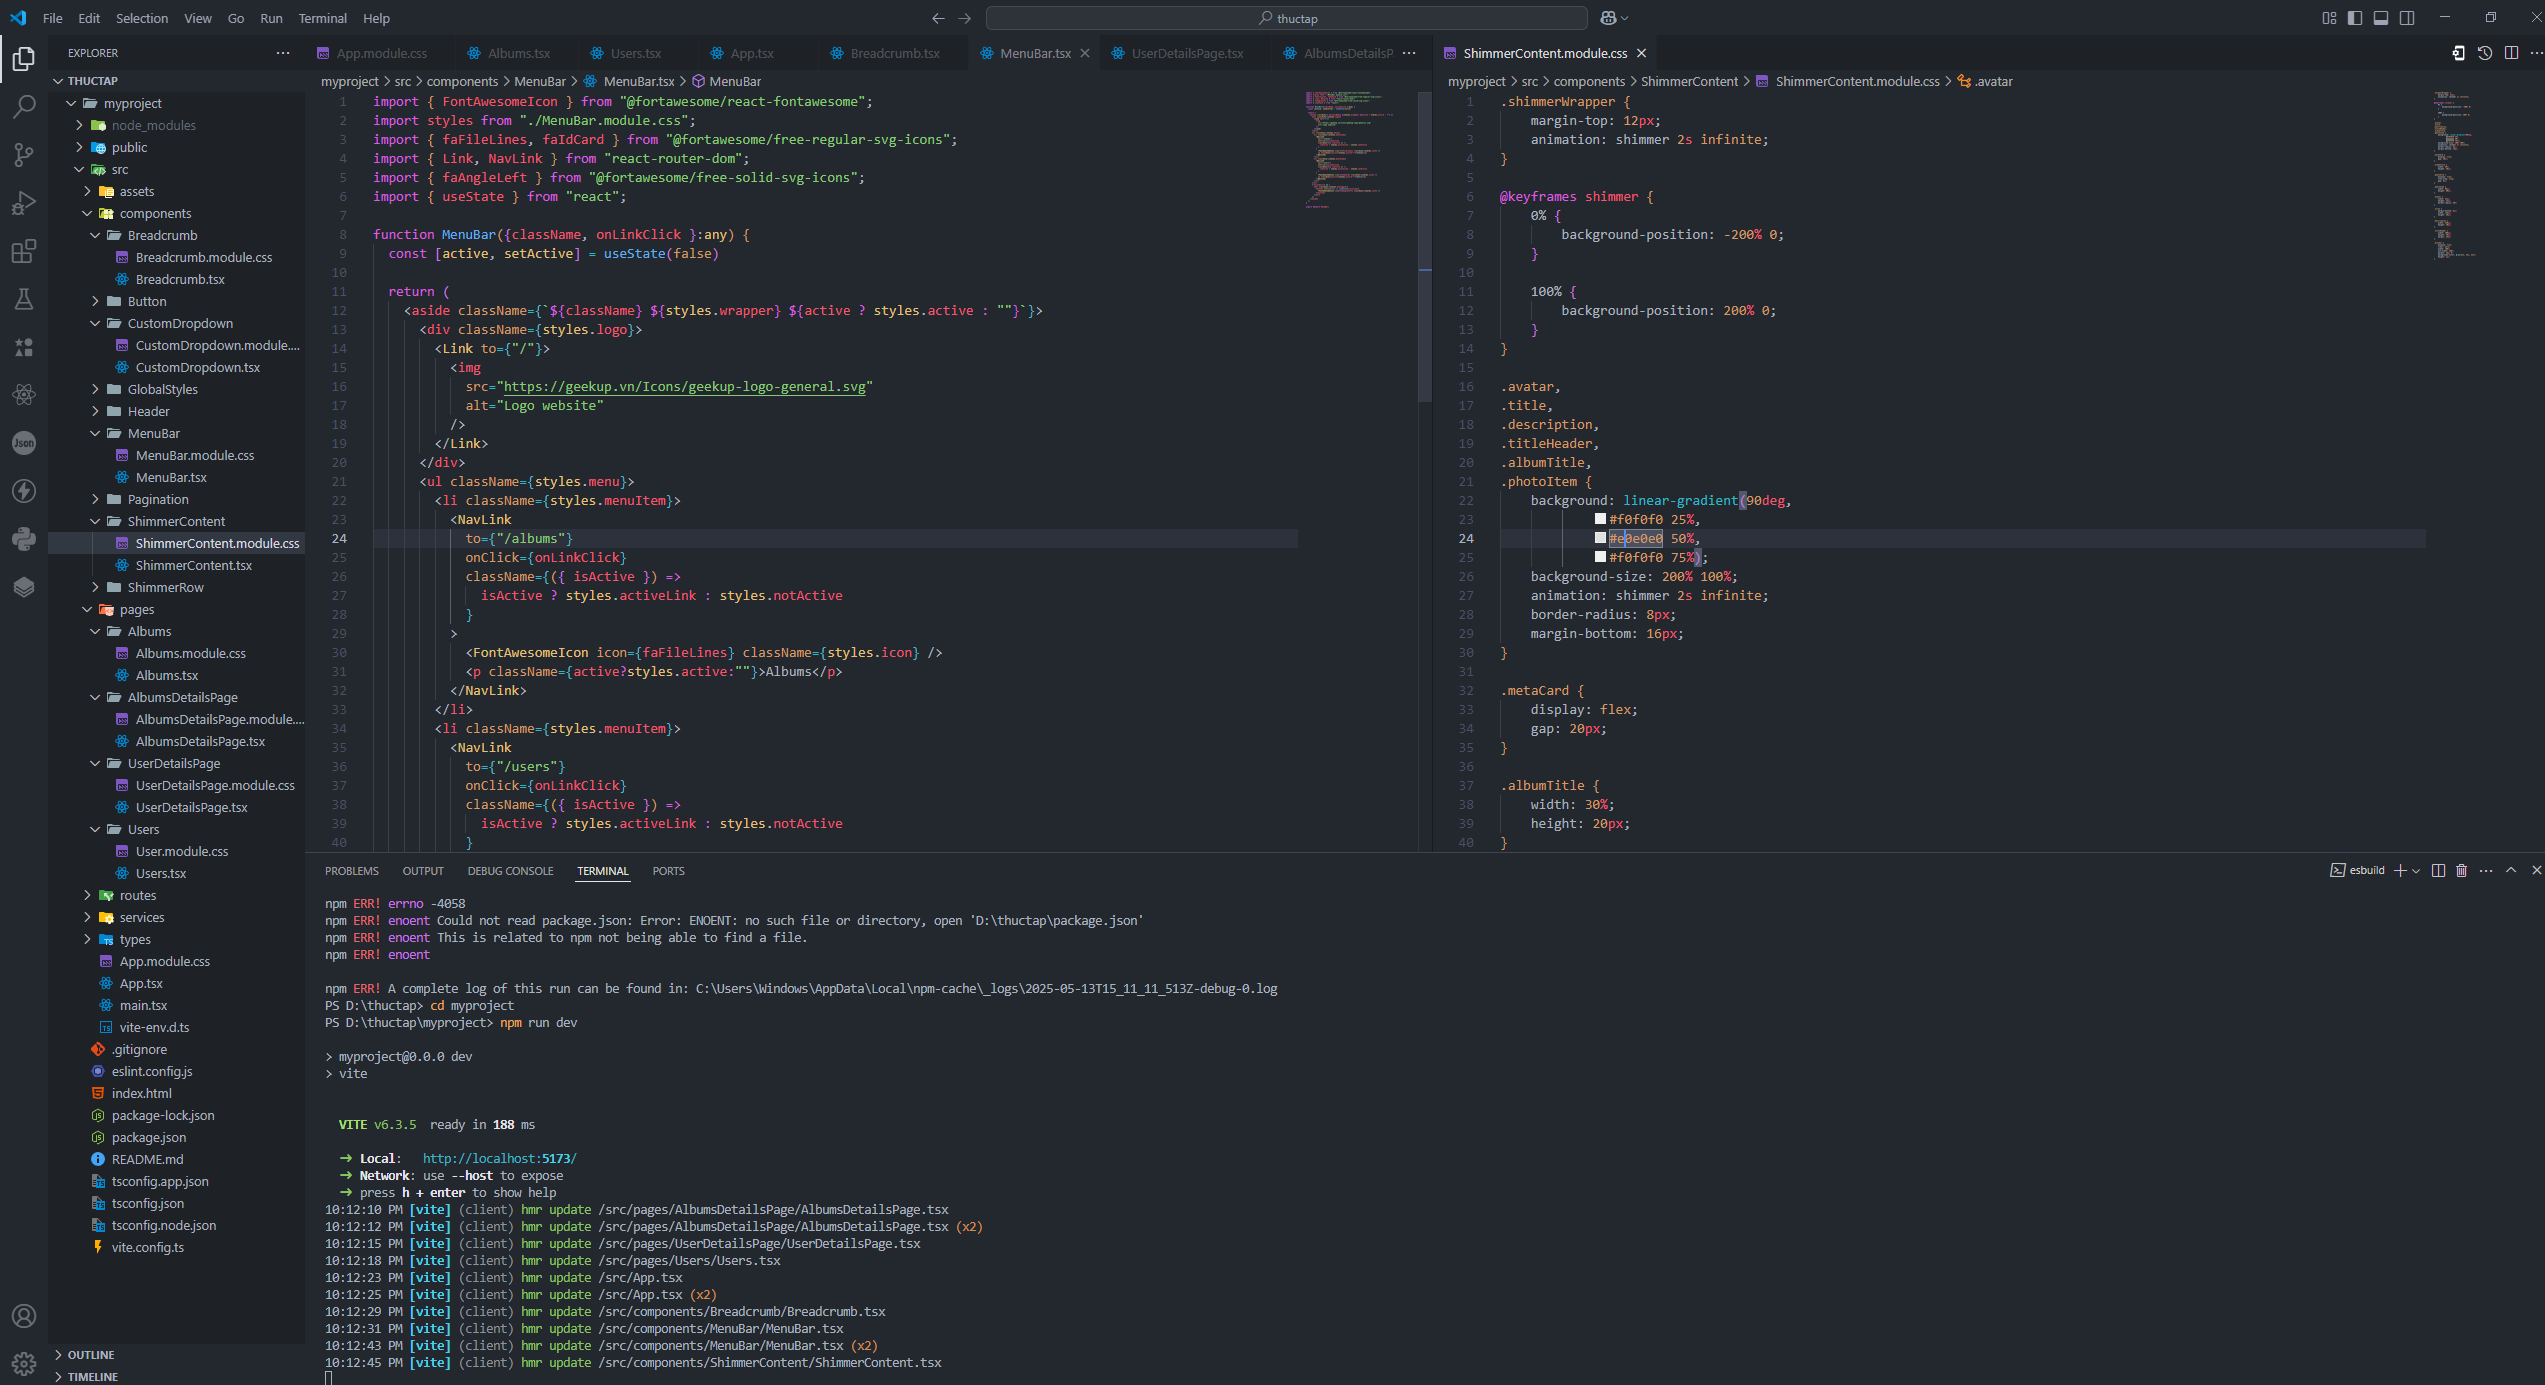 File Edit Selection View Go Run Terminal Help
thuctap
EXPLORER
THUCTAP
myproject
node_modules
public
src
assets
components
Breadcrumb
Breadcrumb.module.css
Breadcrumb.tsx
Button
CustomDropdown
CustomDropdown.module....
CustomDropdown.tsx
GlobalStyles
Header
MenuBar
MenuBar.module.css
MenuBar.tsx
Pagination
ShimmerContent
ShimmerContent.module.css
ShimmerContent.tsx
ShimmerRow
pages
Albums
Albums.module.css
Albums.tsx
AlbumsDetailsPage
AlbumsDetailsPage.module....
AlbumsDetailsPage.tsx
UserDetailsPage
UserDetailsPage.module.css
UserDetailsPage.tsx
Users
User.module.css
Users.tsx
routes
services
types
App.module.css
App.tsx
main.tsx
vite-env.d.ts
.gitignore
eslint.config.js
index.html
package-lock.json
package.json
README.md
tsconfig.app.json
tsconfig.json
tsconfig.node.json
vite.config.ts
OUTLINE
TIMELINE
App.module.css Albums.tsx Users.tsx App.tsx Breadcrumb.tsx MenuBar.tsx UserDetailsPage.tsx AlbumsDetailsP
myproject > src > components > MenuBar > MenuBar.tsx > MenuBar
1 import { FontAwesomeIcon } from "@fortawesome/react-fontawesome";
2 import styles from "./MenuBar.module.css";
3 import { faFileLines, faIdCard } from "@fortawesome/free-regular-svg-icons";
4 import { Link, NavLink } from "react-router-dom";
5 import { faAngleLeft } from "@fortawesome/free-solid-svg-icons";
6 import { useState } from "react";
7
8 function MenuBar({className, onLinkClick }:any) {
9 const [active, setActive] = useState(false)
10
11 return (
12 <aside className={`${className} ${styles.wrapper} ${active ? styles.active : ""}`}>
13 <div className={styles.logo}>
14 <Link to={"/"}>
15 <img
16 src="https://geekup.vn/Icons/geekup-logo-general.svg"
17 alt="Logo website"
18 />
19 </Link>
20 </div>
21 <ul className={styles.menu}>
22 <li className={styles.menuItem}>
23 <NavLink
24 to={"/albums"}
25 onClick={onLinkClick}
26 className={({ isActive }) =>
27 isActive ? styles.activeLink : styles.notActive
28 }
29 >
30 <FontAwesomeIcon icon={faFileLines} className={styles.icon} />
31 <p className={active?styles.active:""}>Albums</p>
32 </NavLink>
33 </li>
34 <li className={styles.menuItem}>
35 <NavLink
36 to={"/users"}
37 onClick={onLinkClick}
38 className={({ isActive }) =>
39 isActive ? styles.activeLink : styles.notActive
40 }
ShimmerContent.module.css
myproject > src > components > ShimmerContent > ShimmerContent.module.css > .avatar
1 .shimmerWrapper {
2 margin-top: 12px;
3 animation: shimmer 2s infinite;
4 }
5
6 @keyframes shimmer {
7 0% {
8 background-position: -200% 0;
9 }
10
11 100% {
12 background-position: 200% 0;
13 }
14 }
15
16 .avatar,
17 .title,
18 .description,
19 .titleHeader,
20 .albumTitle,
21 .photoItem {
22 background: linear-gradient(90deg,
23 #f0f0f0 25%,
24 #e0e0e0 50%,
25 #f0f0f0 75%);
26 background-size: 200% 100%;
27 animation: shimmer 2s infinite;
28 border-radius: 8px;
29 margin-bottom: 16px;
30 }
31
32 .metaCard {
33 display: flex;
34 gap: 20px;
35 }
36
37 .albumTitle {
38 width: 30%;
39 height: 20px;
40 }
PROBLEMS OUTPUT DEBUG CONSOLE TERMINAL PORTS
esbuild
npm ERR! errno -4058
npm ERR! enoent Could not read package.json: Error: ENOENT: no such file or directory, open 'D:\thuctap\package.json'
npm ERR! enoent This is related to npm not being able to find a file.
npm ERR! enoent
npm ERR! A complete log of this run can be found in: C:\Users\Windows\AppData\Local\npm-cache\_logs\2025-05-13T15_11_11_513Z-debug-0.log
PS D:\thuctap> cd myproject
PS D:\thuctap\myproject> npm run dev
> myproject@0.0.0 dev
> vite
VITE v6.3.5 ready in 188 ms
➜ Local: http://localhost:5173/
➜ Network: use --host to expose
➜ press h + enter to show help
10:12:10 PM [vite] (client) hmr update /src/pages/AlbumsDetailsPage/AlbumsDetailsPage.tsx
10:12:12 PM [vite] (client) hmr update /src/pages/AlbumsDetailsPage/AlbumsDetailsPage.tsx (x2)
10:12:15 PM [vite] (client) hmr update /src/pages/UserDetailsPage/UserDetailsPage.tsx
10:12:18 PM [vite] (client) hmr update /src/pages/Users/Users.tsx
10:12:23 PM [vite] (client) hmr update /src/App.tsx
10:12:25 PM [vite] (client) hmr update /src/App.tsx (x2)
10:12:29 PM [vite] (client) hmr update /src/components/Breadcrumb/Breadcrumb.tsx
10:12:31 PM [vite] (client) hmr update /src/components/MenuBar/MenuBar.tsx
10:12:43 PM [vite] (client) hmr update /src/components/MenuBar/MenuBar.tsx (x2)
10:12:45 PM [vite] (client) hmr update /src/components/ShimmerContent/ShimmerContent.tsx